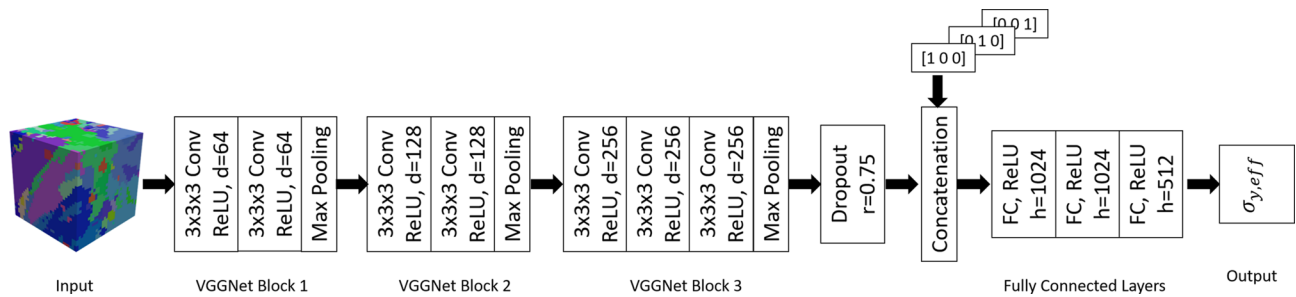 [0 0 1]
[0 1 0]
[1 0 0]
3x3x3 Conv
ReLU, d=64
3x3x3 Conv
ReLU, d=64
Max Pooling
3x3x3 Conv
ReLU, d=128
3x3x3 Conv
ReLU, d=128
Max Pooling
3x3x3 Conv
ReLU, d=256
3x3x3 Conv
ReLU, d=256
3x3x3 Conv
ReLU, d=256
Max Pooling
Dropout
r=0.75
Concatenation
FC, ReLU
h=1024
FC, ReLU
h=1024
FC, ReLU
h=512
σ_{y,eff}
Input
VGGNet Block 1
VGGNet Block 2
VGGNet Block 3
Fully Connected Layers
Output